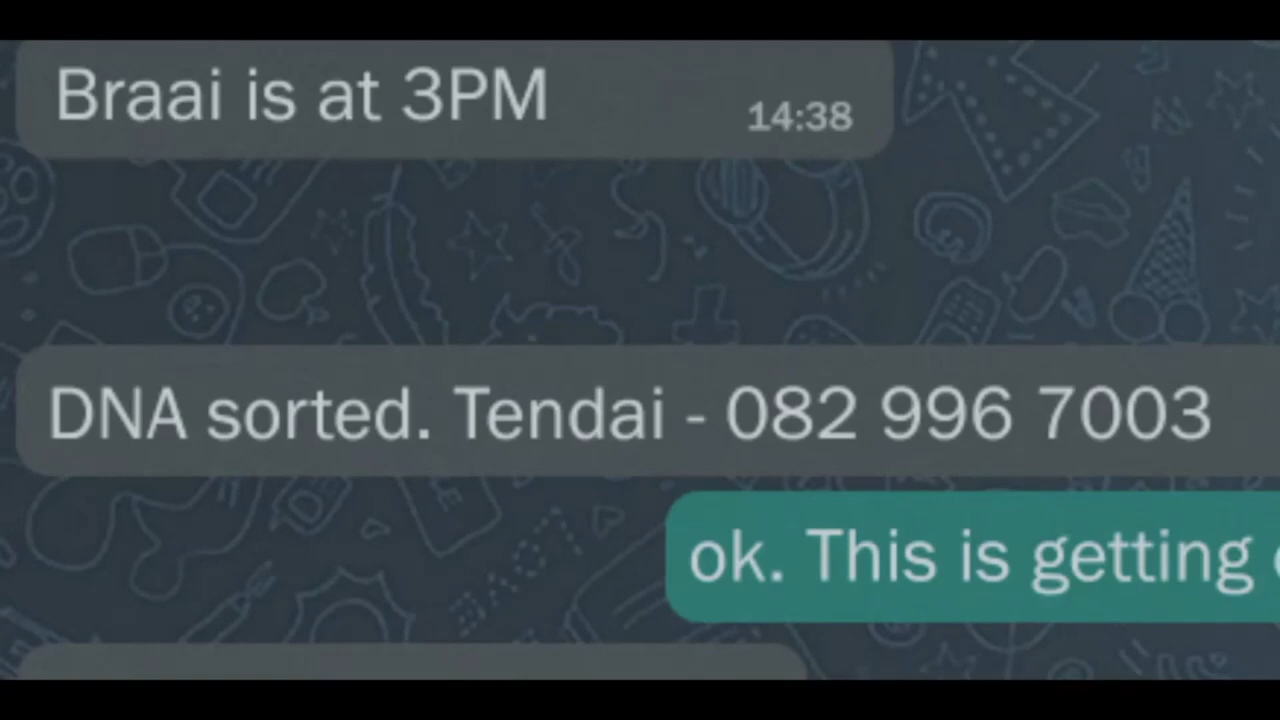 Braai is at 3PM
14:38
DNA sorted. Tendai - 082 996 7003
ok. This is getting